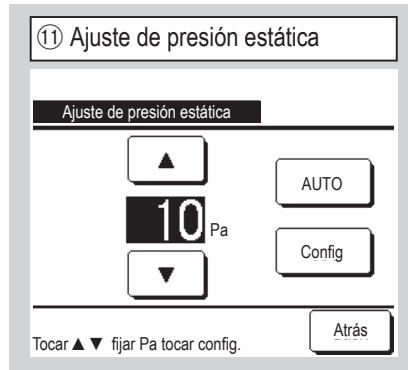 ⑪ Ajuste de presión estática
Ajuste de presión estática
▲
AUTO
10 Pa
Config
▼
Atrás
Tocar ▲ ▼ fijar Pa tocar config.